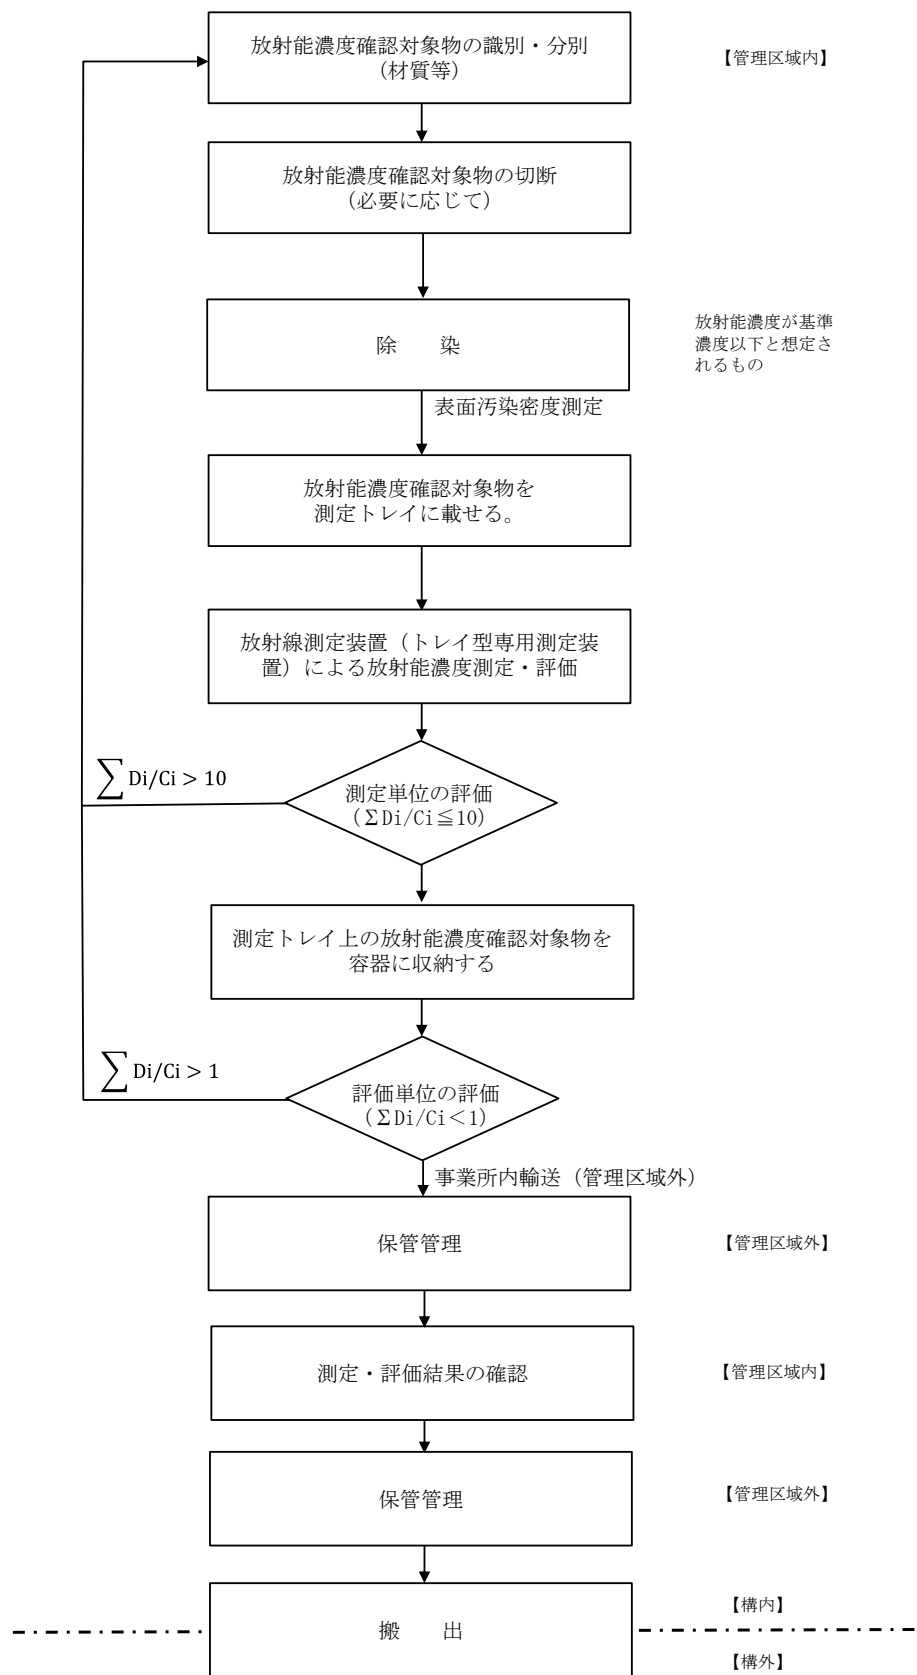 放射能濃度確認対象物の識別・分別
（材質等）
【管理区域内】
放射能濃度確認対象物の切断
（必要に応じて）
除　染
放射能濃度が基準
濃度以下と想定さ
れるもの
表面汚染密度測定
放射能濃度確認対象物を
測定トレイに載せる。
放射線測定装置（トレイ型専用測定装
置）による放射能濃度測定・評価
∑Di/Ci > 10
測定単位の評価
（ΣDi/Ci≦10）
測定トレイ上の放射能濃度確認対象物を
容器に収納する
∑Di/Ci > 1
評価単位の評価
（ΣDi/Ci＜1）
事業所内輸送（管理区域外）
保管管理
【管理区域外】
測定・評価結果の確認
【管理区域内】
保管管理
【管理区域外】
搬　出
【構内】
【構外】